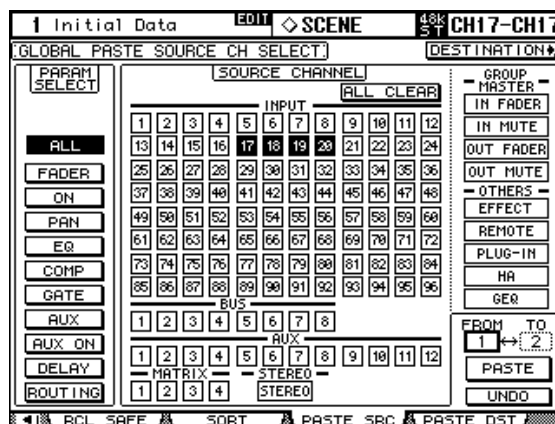 1 Initial Data EDIT ◇SCENE 48k ST CH17-CH17
GLOBAL PASTE SOURCE CH SELECT
DESTINATION
PARAM SELECT
ALL
FADER
ON
PAN
EQ
COMP
GATE
AUX
AUX ON
DELAY
ROUTING
SOURCE CHANNEL
ALL CLEAR
INPUT
1 2 3 4 5 6 7 8 9 10 11 12
13 14 15 16 17 18 19 20 21 22 23 24
25 26 27 28 29 30 31 32 33 34 35 36
37 38 39 40 41 42 43 44 45 46 47 48
49 50 51 52 53 54 55 56 57 58 59 60
61 62 63 64 65 66 67 68 69 70 71 72
73 74 75 76 77 78 79 80 81 82 83 84
85 86 87 88 89 90 91 92 93 94 95 96
BUS
1 2 3 4 5 6 7 8
AUX
1 2 3 4 5 6 7 8 9 10 11 12
MATRIX
1 2 3 4
STEREO
STEREO
GROUP MASTER
IN FADER
IN MUTE
OUT FADER
OUT MUTE
OTHERS
EFFECT
REMOTE
PLUG-IN
HA
GEQ
FROM TO
1 ↔ 2
PASTE
UNDO
RCL SAFE SORT PASTE SRC PASTE DST